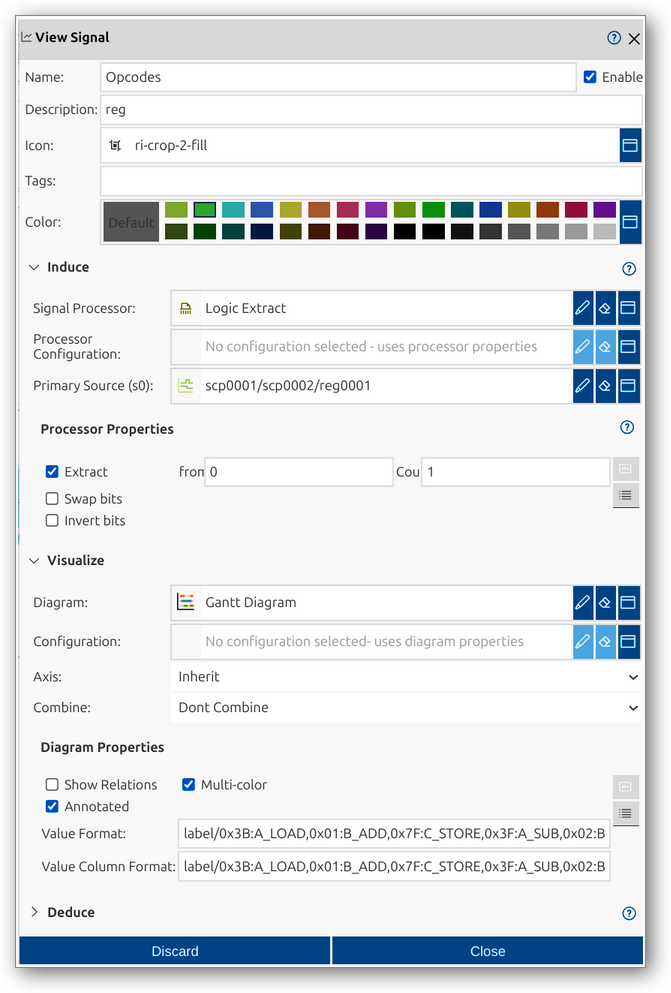 View Signal
Name: Opcodes Enable
Description: reg
Icon: ri-crop-2-fill
Tags:
Color: Default
Induce
Signal Processor: Logic Extract
Processor
Configuration: No configuration selected - uses processor properties
Primary Source (s0): scp0001/scp0002/reg0001
Processor Properties
Extract from 0 Cou 1
Swap bits
Invert bits
Visualize
Diagram: Gantt Diagram
Configuration: No configuration selected- uses diagram properties
Axis: Inherit
Combine: Dont Combine
Diagram Properties
Show Relations Multi-color
Annotated
Value Format: label/0x3B:A_LOAD,0x01:B_ADD,0x7F:C_STORE,0x3F:A_SUB,0x02:B
Value Column Format: label/0x3B:A_LOAD,0x01:B_ADD,0x7F:C_STORE,0x3F:A_SUB,0x02:B
Deduce
Discard Close